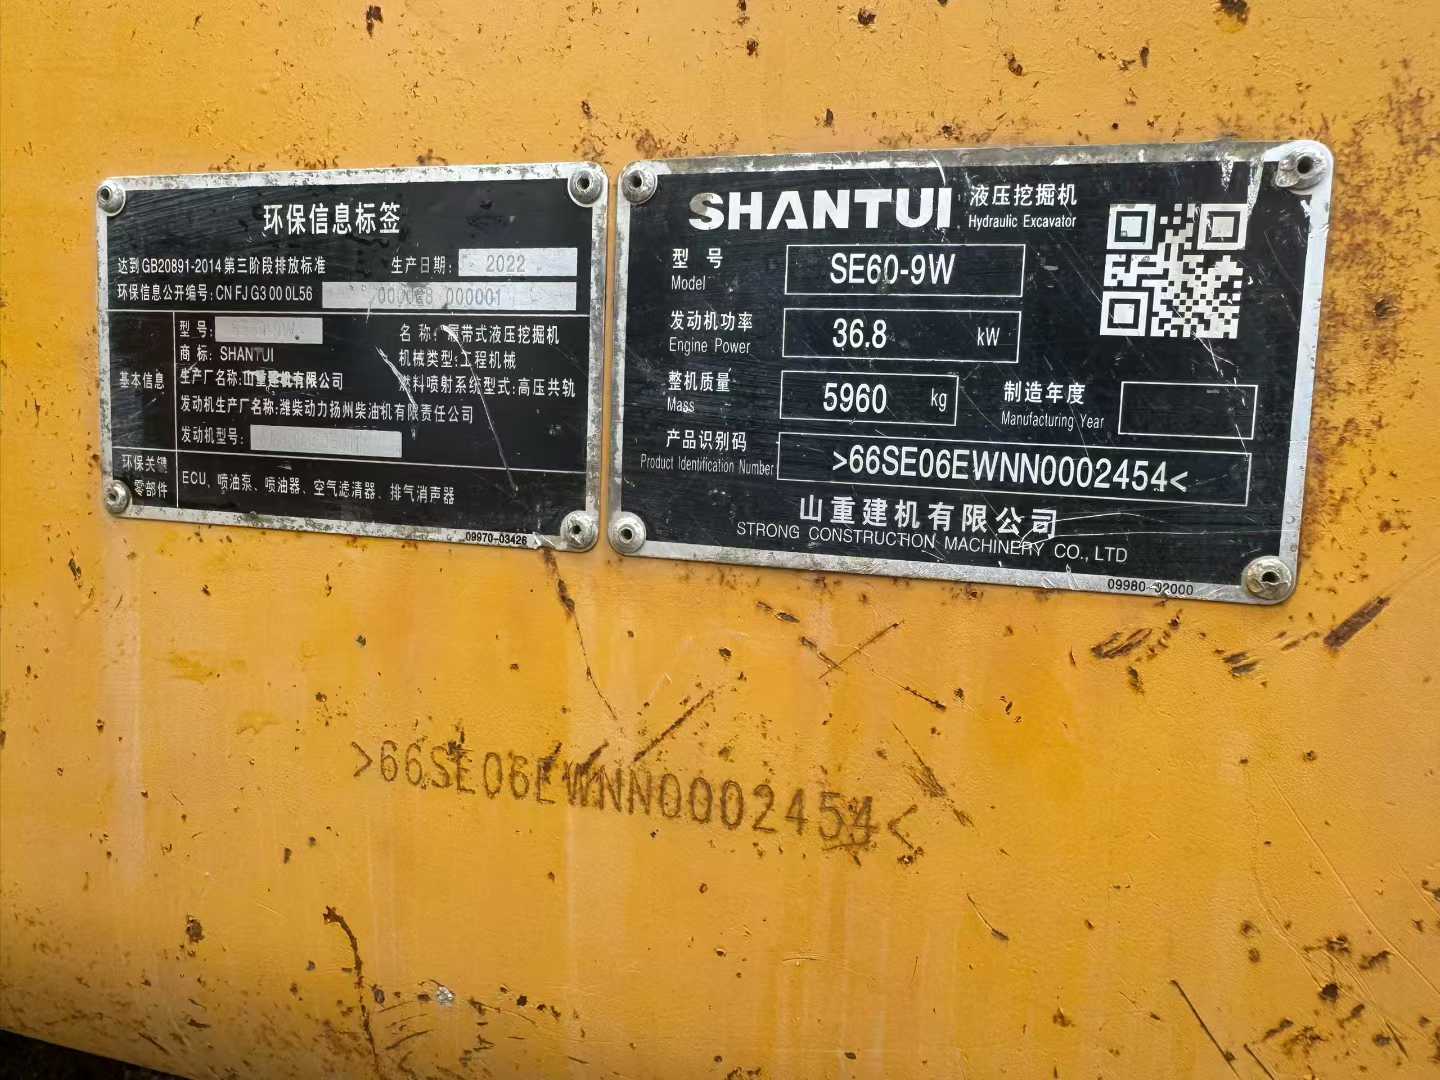 环保信息标签
达到GB20891-2014第三阶段排放标准 生产日期: 2022
环保信息公开编号:CN FJ G3 00 0L56 000001
基本信息
型号: 名称: 履带式液压挖掘机
商标: SHANTUI 机械类型:工程机械
生产厂名称:山重建机有限公司 燃料喷射系统型式:高压共轨
发动机生产厂名称:潍柴动力扬州柴油机有限责任公司
发动机型号:
环保关键
零部件
ECU、喷油泵、喷油器、空气滤清器、排气消声器
09970-03426
SHANTUI 液压挖掘机
Hydraulic Excavator
型号 SE60-9W
Model
发动机功率 36.8 kW
Engine Power
整机质量 5960 kg
Mass
制造年度
Manufacturing Year
产品识别码 >66SE06EWNN0002454<
Product Identification Number
山重建机有限公司
STRONG CONSTRUCTION MACHINERY CO., LTD
09980-92000
>66SE06EWNN0002454<